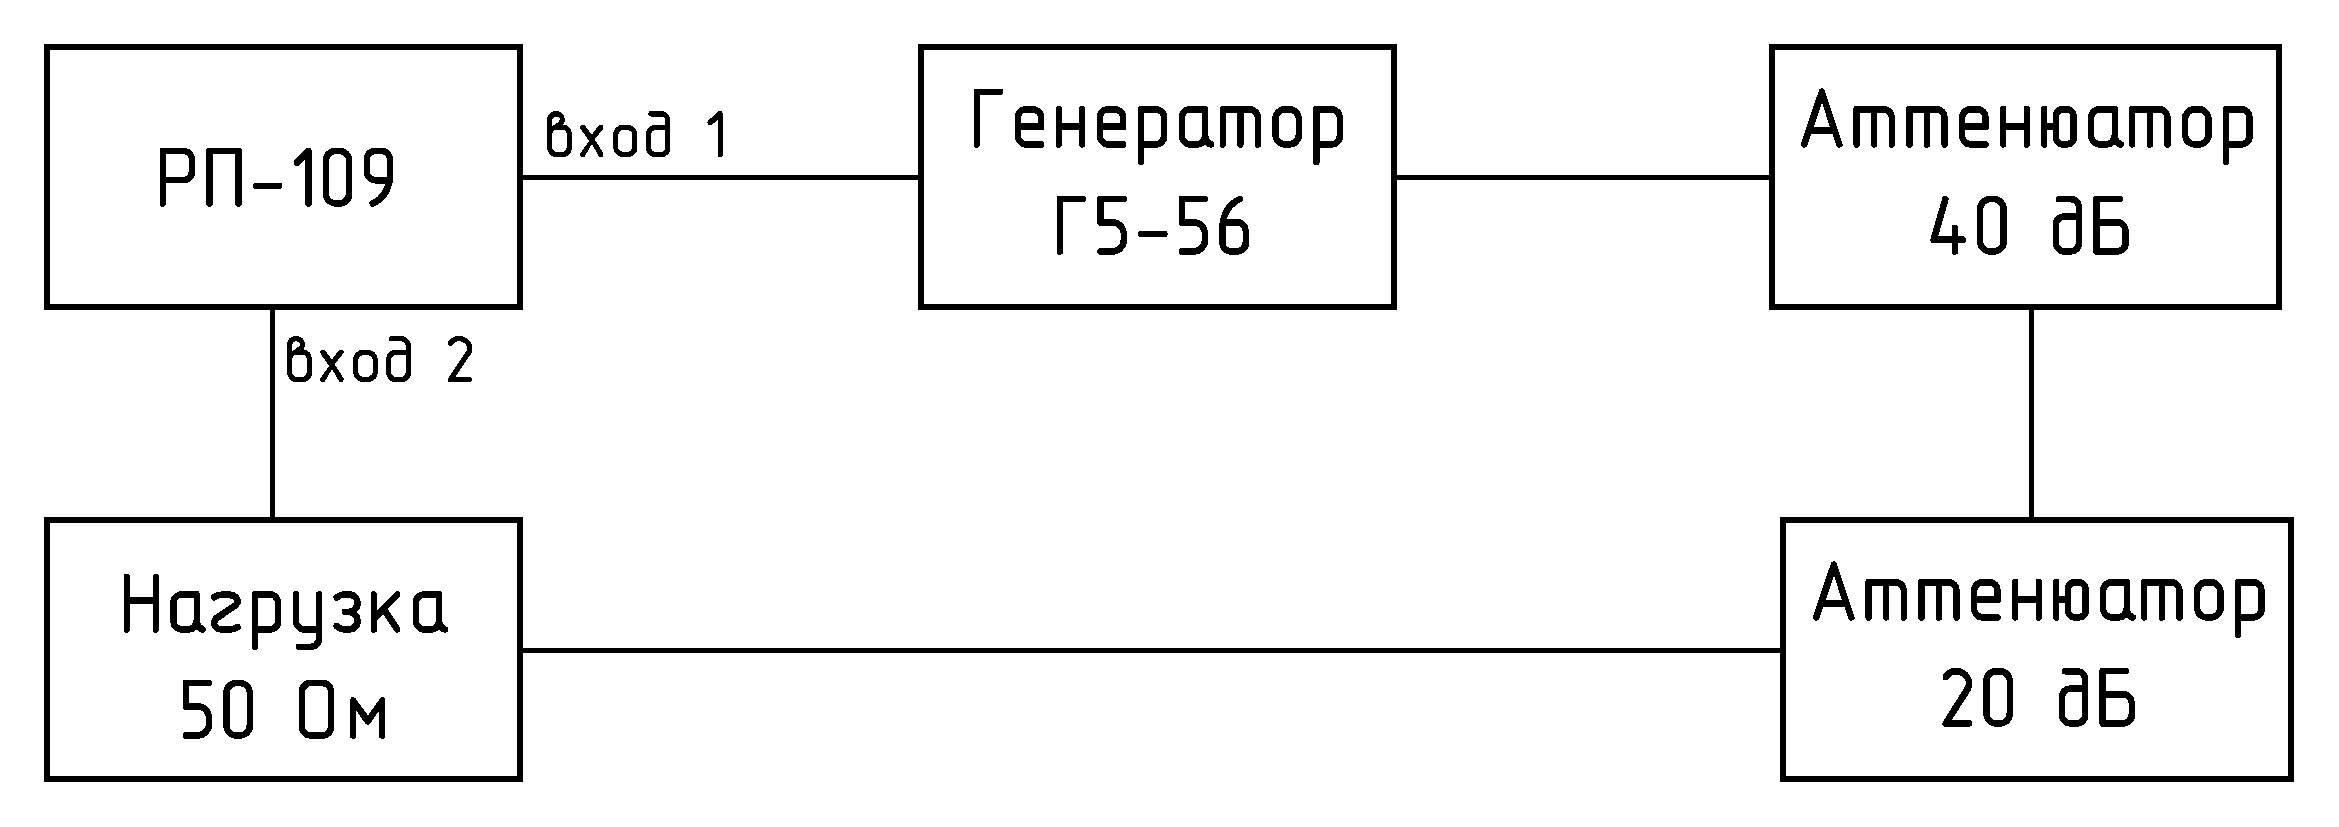 РП-109
вход 1
Генератор
Г5-56
Аттенюатор
40 дБ
вход 2
Нагрузка
50 Ом
Аттенюатор
20 дБ